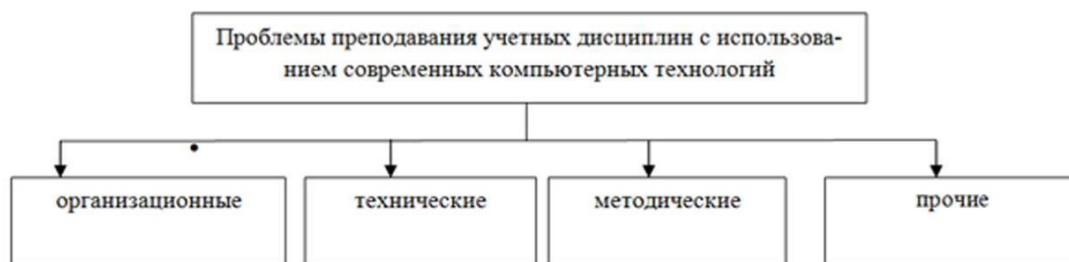 Проблемы преподавания учетных дисциплин с использова-
нием современных компьютерных технологий
организационные
технические
методические
прочие